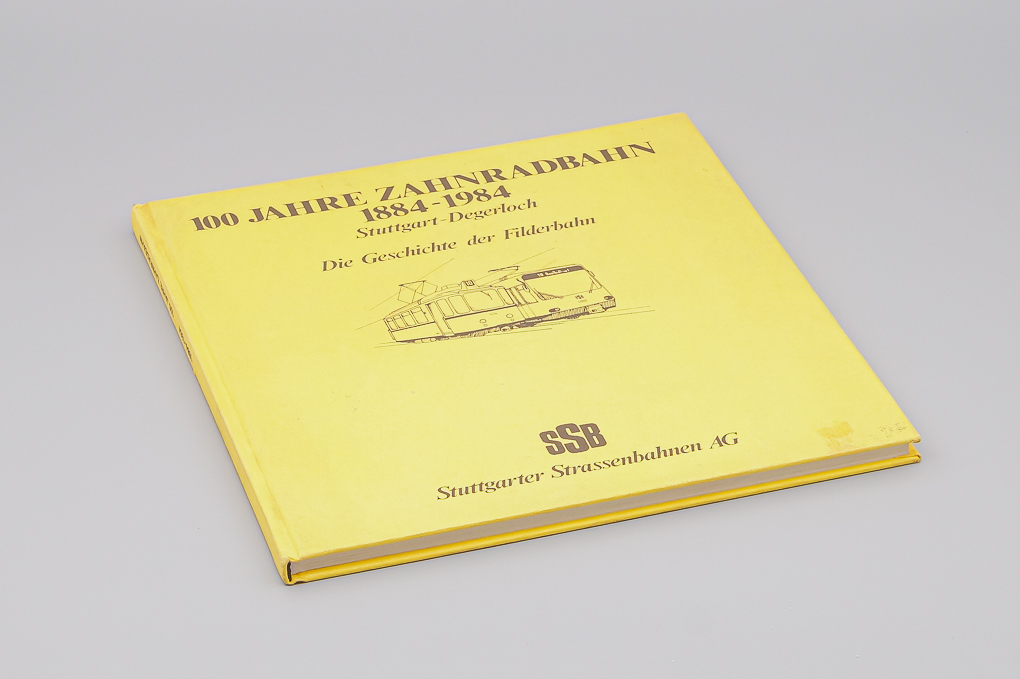 100 JAHRE ZAHNRADBAHN
1884-1984
Stuttgart-Degerloch
Die Geschichte der Filderbahn
SSB
Stuttgarter Strassenbahnen AG